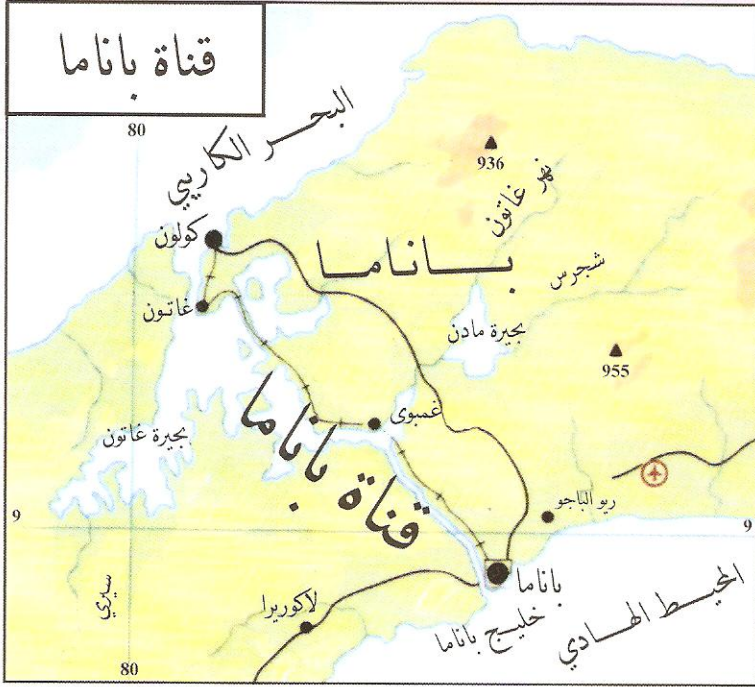 قناة باناما
80
البحر الكاريبي
936
نهر غاتون
كولون
باناما
شجرس
غاتون
بحيرة مادن
955
غمبوى
بحيرة غاتون
قناة باناما
ريو الباجو
9
9
سيري
لاكوريرا
باناما
خليج باناما
المحيط الهادي
80